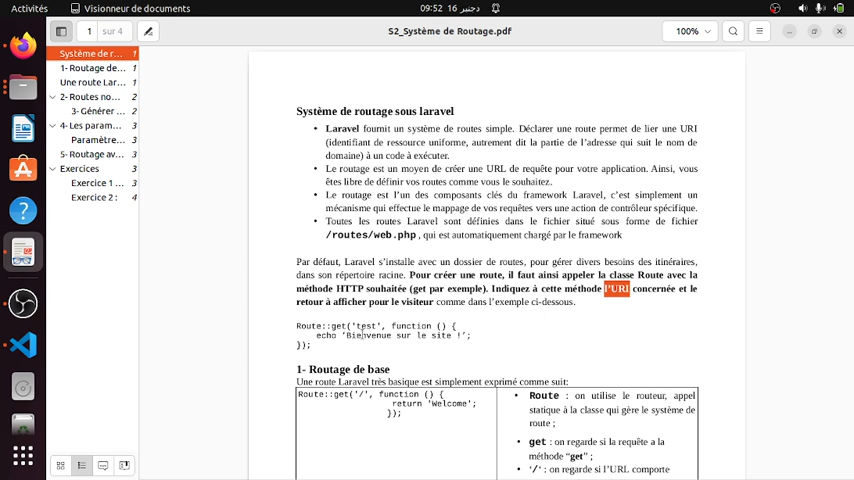 Activités
Visionneur de documents
16 دجنبر 09:52
1 sur 4
S2_Système de Routage.pdf
100%
Système de r... 1
1- Routage de... 1
Une route Lar... 1
2- Routes no... 2
3- Générer ... 2
4- Les param... 3
Paramètre... 3
5- Routage av... 3
Exercices 3
Exercice 1 ... 3
Exercice 2 : 4
Système de routage sous laravel
• Laravel fournit un système de routes simple. Déclarer une route permet de lier une URI
(identifiant de ressource uniforme, autrement dit la partie de l’adresse qui suit le nom de
domaine) à un code à exécuter.
• Le routage est un moyen de créer une URL de requête pour votre application. Ainsi, vous
êtes libre de définir vos routes comme vous le souhaitez.
• Le routage est l’un des composants clés du framework Laravel, c’est simplement un
mécanisme qui effectue le mappage de vos requêtes vers une action de contrôleur spécifique.
• Toutes les routes Laravel sont définies dans le fichier situé sous forme de fichier
/routes/web.php , qui est automatiquement chargé par le framework
Par défaut, Laravel s’installe avec un dossier de routes, pour gérer divers besoins des itinéraires,
dans son répertoire racine. Pour créer une route, il faut ainsi appeler la classe Route avec la
méthode HTTP souhaitée (get par exemple). Indiquez à cette méthode l’URI concernée et le
retour à afficher pour le visiteur comme dans l’exemple ci-dessous.
Route::get('test', function () {
echo ’Bienvenue sur le site !’;
});
1- Routage de base
Une route Laravel très basique est simplement exprimé comme suit:
Route::get('/', function () {
return 'Welcome';
});
• Route : on utilise le routeur, appel
statique à la classe qui gère le système de
route ;
• get : on regarde si la requête a la
méthode “get” ;
• ‘/‘ : on regarde si l’URL comporte